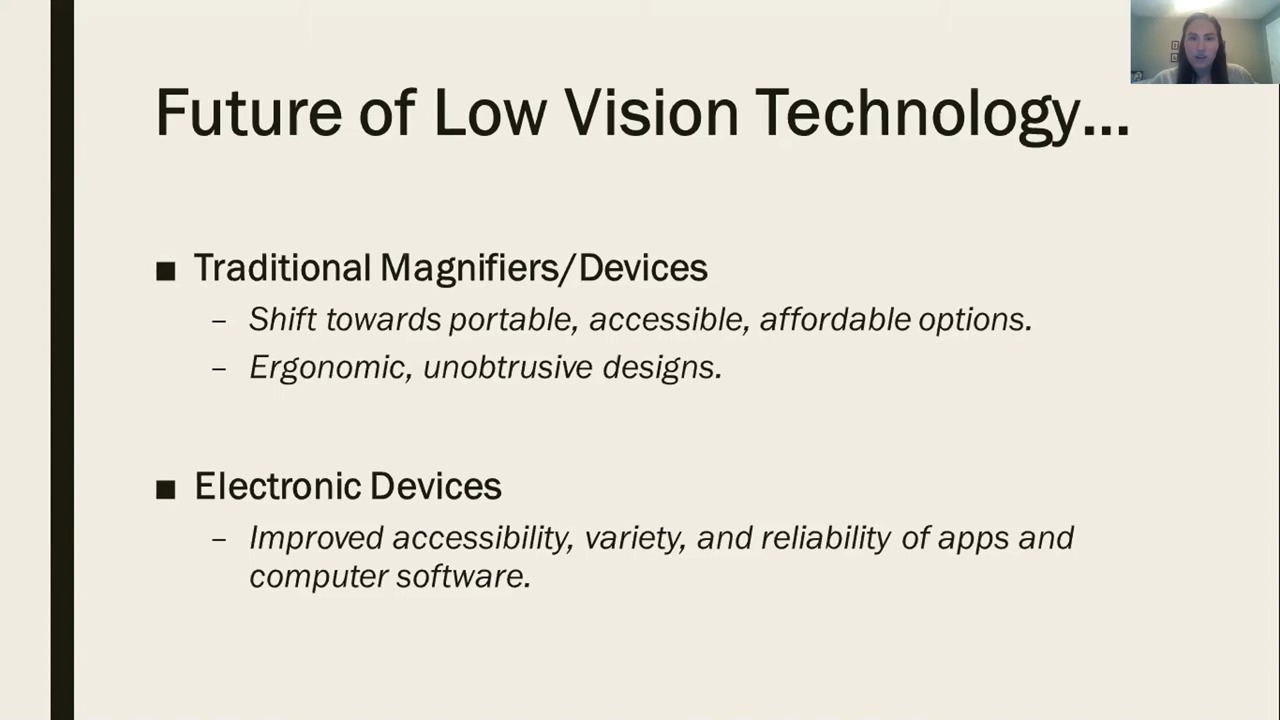 Future of Low Vision Technology...
■ Traditional Magnifiers/Devices
– Shift towards portable, accessible, affordable options.
– Ergonomic, unobtrusive designs.
■ Electronic Devices
– Improved accessibility, variety, and reliability of apps and
computer software.